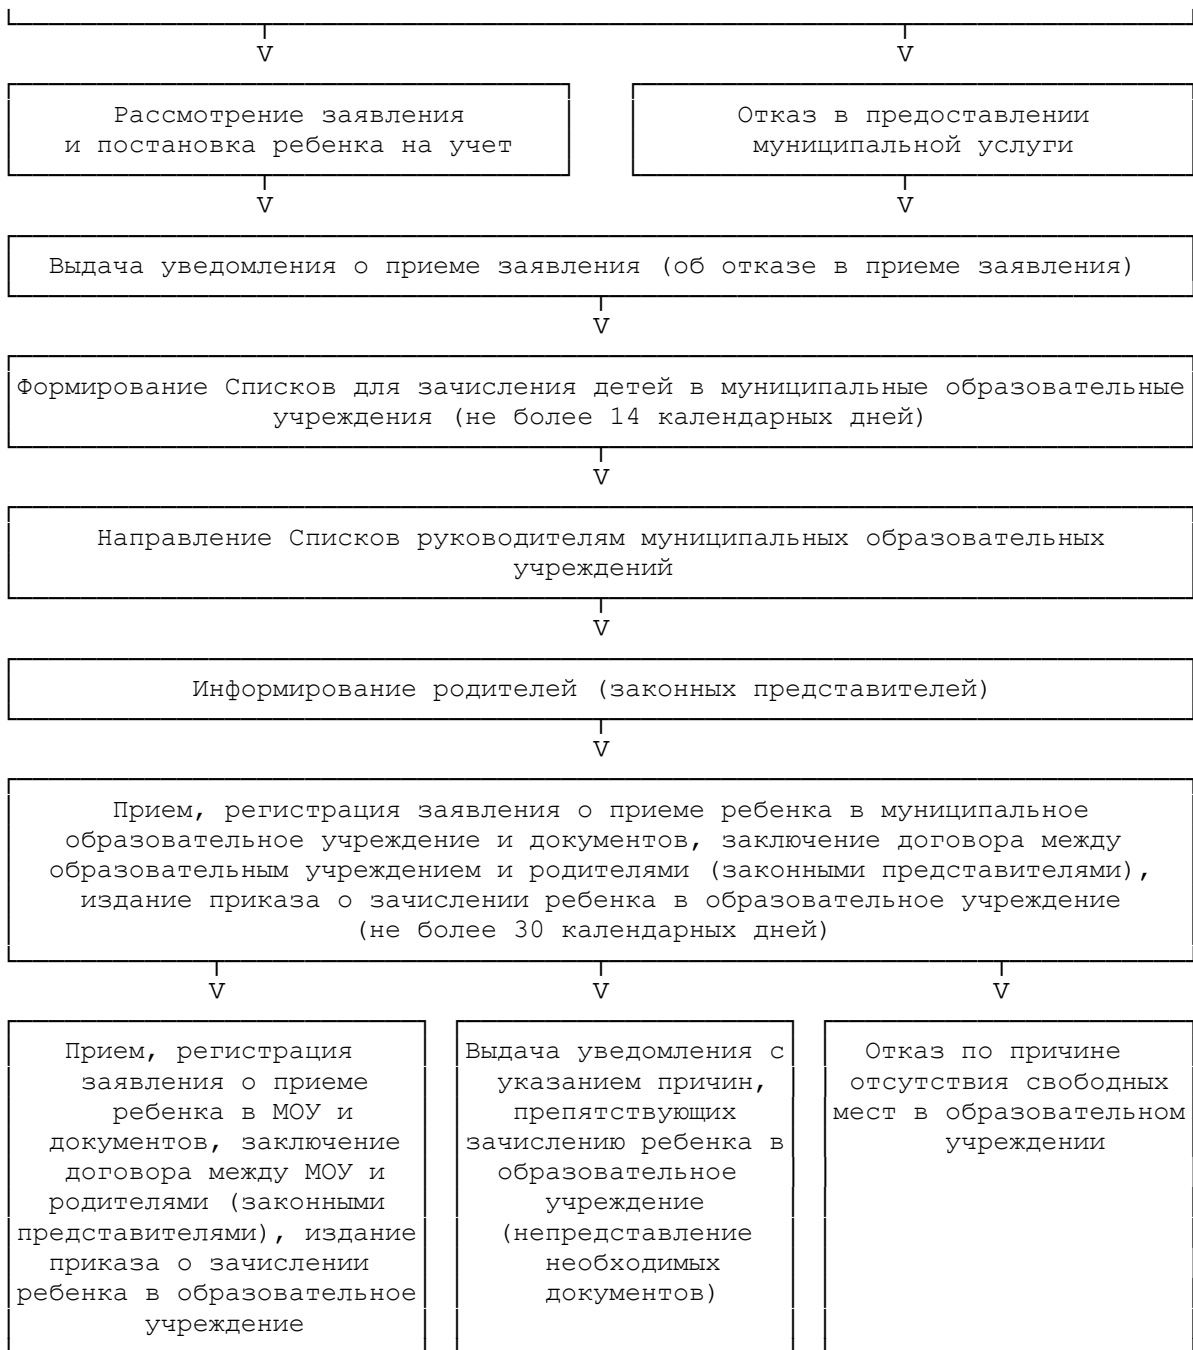 V V
Рассмотрение заявления
и постановка ребенка на учет
Отказ в предоставлении
муниципальной услуги
V V
Выдача уведомления о приеме заявления (об отказе в приеме заявления)
V
Формирование Списков для зачисления детей в муниципальные образовательные
учреждения (не более 14 календарных дней)
V
Направление Списков руководителям муниципальных образовательных
учреждений
V
Информирование родителей (законных представителей)
V
Прием, регистрация заявления о приеме ребенка в муниципальное
образовательное учреждение и документов, заключение договора между
образовательным учреждением и родителями (законными представителями),
издание приказа о зачислении ребенка в образовательное учреждение
(не более 30 календарных дней)
V V V
Прием, регистрация
заявления о приеме
ребенка в МОУ и
документов, заключение
договора между МОУ и
родителями (законными
представителями), издание
приказа о зачислении
ребенка в образовательное
учреждение
Выдача уведомления с
указанием причин,
препятствующих
зачислению ребенка в
образовательное
учреждение
(непредставление
необходимых
документов)
Отказ по причине
отсутствия свободных
мест в образовательном
учреждении